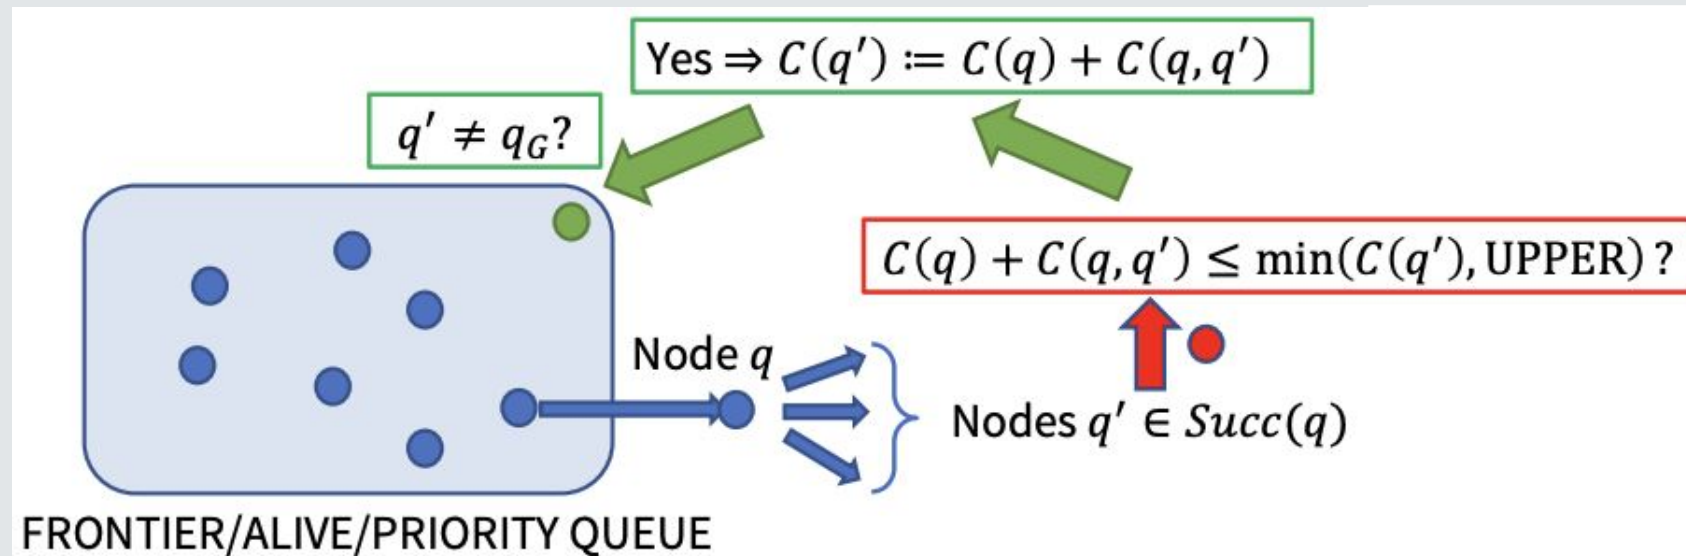 Yes ⇒ C(q′) ≔ C(q) + C(q, q′)
q′ ≠ q_G?
C(q) + C(q, q′) ≤ min(C(q′), UPPER) ?
Node q
Nodes q′ ∈ Succ(q)
FRONTIER/ALIVE/PRIORITY QUEUE